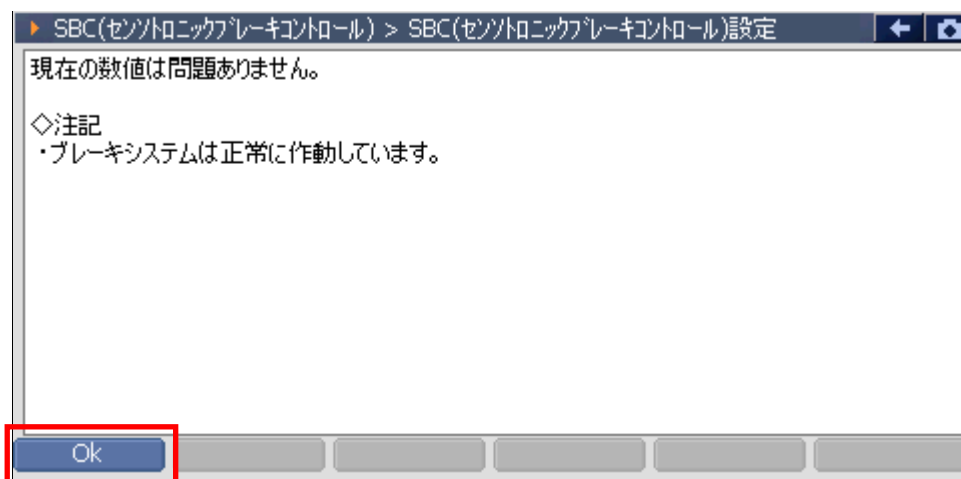 SBC(センソトロニックブレーキコントロール) > SBC(センソトロニックブレーキコントロール)設定
現在の数値は問題ありません。
◇注記
・ブレーキシステムは正常に作動しています。
Ok